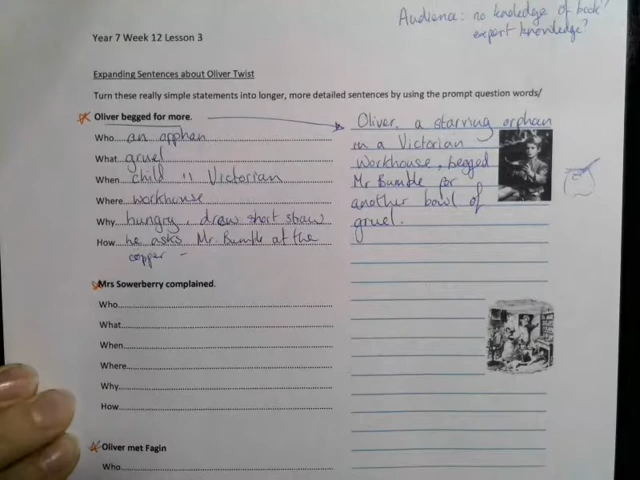 Audience: no knowledge of book?
expert knowledge?
Year 7 Week 12 Lesson 3
Expanding Sentences about Oliver Twist
Turn these really simple statements into longer, more detailed sentences by using the prompt question words/
Oliver begged for more.
Who an orphan
What gruel
When child in Victorian
Where workhouse
Why hungry, drew short straw
How he asks Mr. Bumble at the
copper -
Oliver, a starving orphan
in a Victorian
workhouse, begged
Mr Bumble for
another bowl of
gruel.
Mrs Sowerberry complained.
Who
What
When
Where
Why
How
Oliver met Fagin
Who